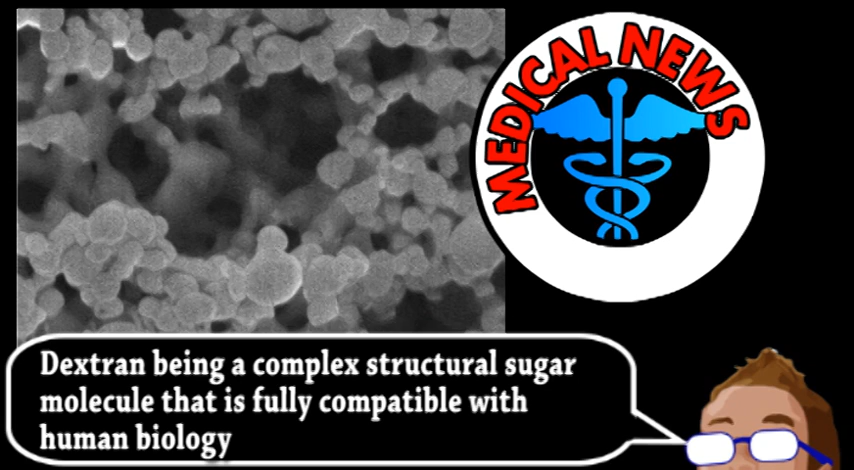 MEDICAL NEWS
Dextran being a complex structural sugar
molecule that is fully compatible with
human biology